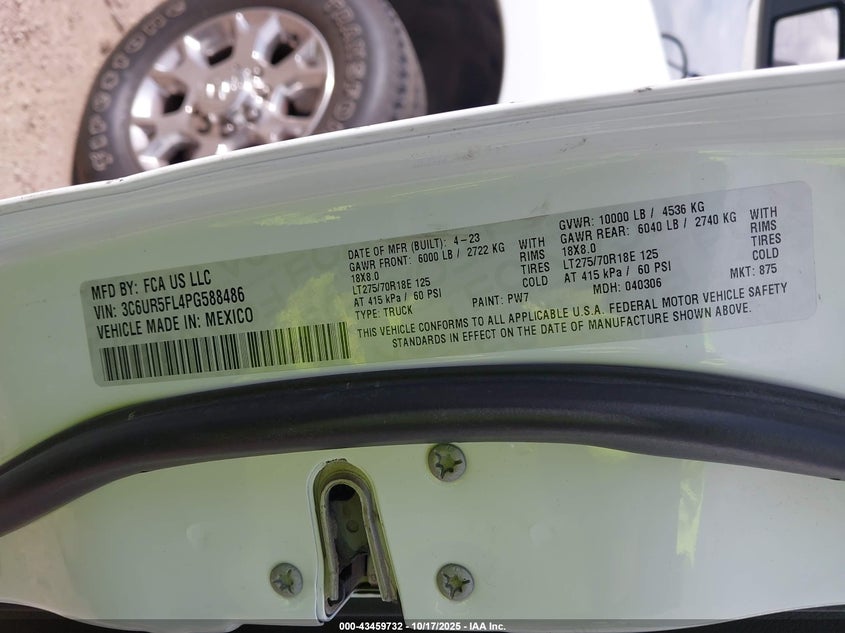 FIRESTONE
TRANSFO
MFD BY: FCA US LLC
VIN: 3C6UR5FL4PG588486
VEHICLE MADE IN: MEXICO
DATE OF MFR (BUILT): 4-23
GAWR FRONT: 6000 LB / 2722 KG WITH
18X8.0 RIMS
LT275/70R18E 125 TIRES
AT 415 kPa / 60 PSI COLD
TYPE: TRUCK PAINT: PW7
GVWR: 10000 LB / 4536 KG
GAWR REAR: 6040 LB / 2740 KG WITH
18X8.0 RIMS
LT275/70R18E 125 TIRES
AT 415 kPa / 60 PSI COLD
MDH: 040306 MKT: 875
THIS VEHICLE CONFORMS TO ALL APPLICABLE U.S.A. FEDERAL MOTOR VEHICLE SAFETY
STANDARDS IN EFFECT ON THE DATE OF MANUFACTURE SHOWN ABOVE.
000-43459732 - 10/17/2025 - IAA Inc.